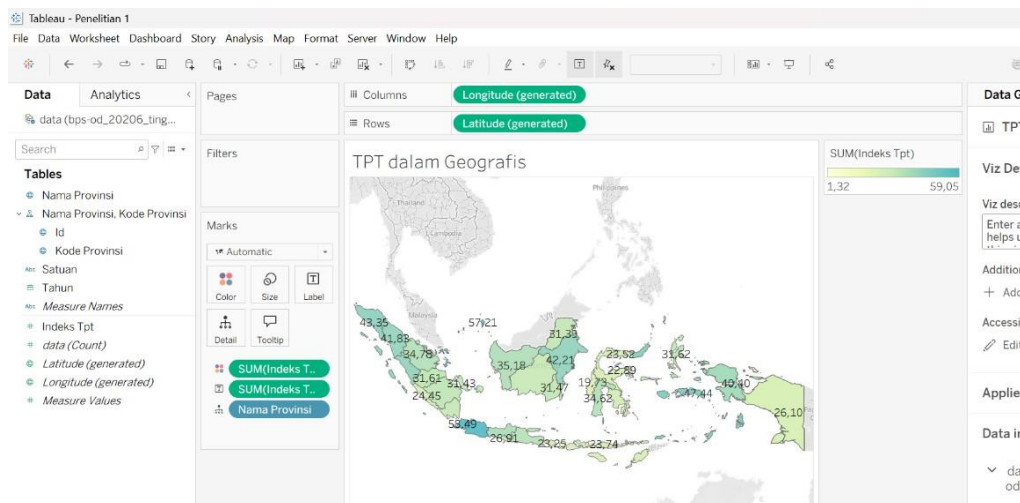 Tableau - Penelitian 1
File Data Worksheet Dashboard Story Analysis Map Format Server Window Help
Data Analytics
data (bps-od_20206_ting...
Search
Tables
Nama Provinsi
Nama Provinsi, Kode Provinsi
Id
Kode Provinsi
Abc Satuan
Tahun
Abc Measure Names
# Indeks Tpt
# data (Count)
Latitude (generated)
Longitude (generated)
# Measure Values
Pages
Filters
Marks
Automatic
Color Size Label
Detail Tooltip
SUM(Indeks T..
SUM(Indeks T..
Nama Provinsi
Columns Longitude (generated)
Rows Latitude (generated)
TPT dalam Geografis
Philippines
Thailand
Cambodia
Malaysia
43,35
57,21
31,39
41,83
34,78
23,52
31,62
35,18
42,21
22,89
31,61
31,43
31,47
19,73
24,45
34,62
47,44
49,40
26,10
26,91
23,25
23,74
SUM(Indeks Tpt)
1,32 59,05
Data G
TPT
Viz De
Viz desc
Enter a
helps u
Addition
+ Add
Accessi
Edi
Applie
Data in
da
od